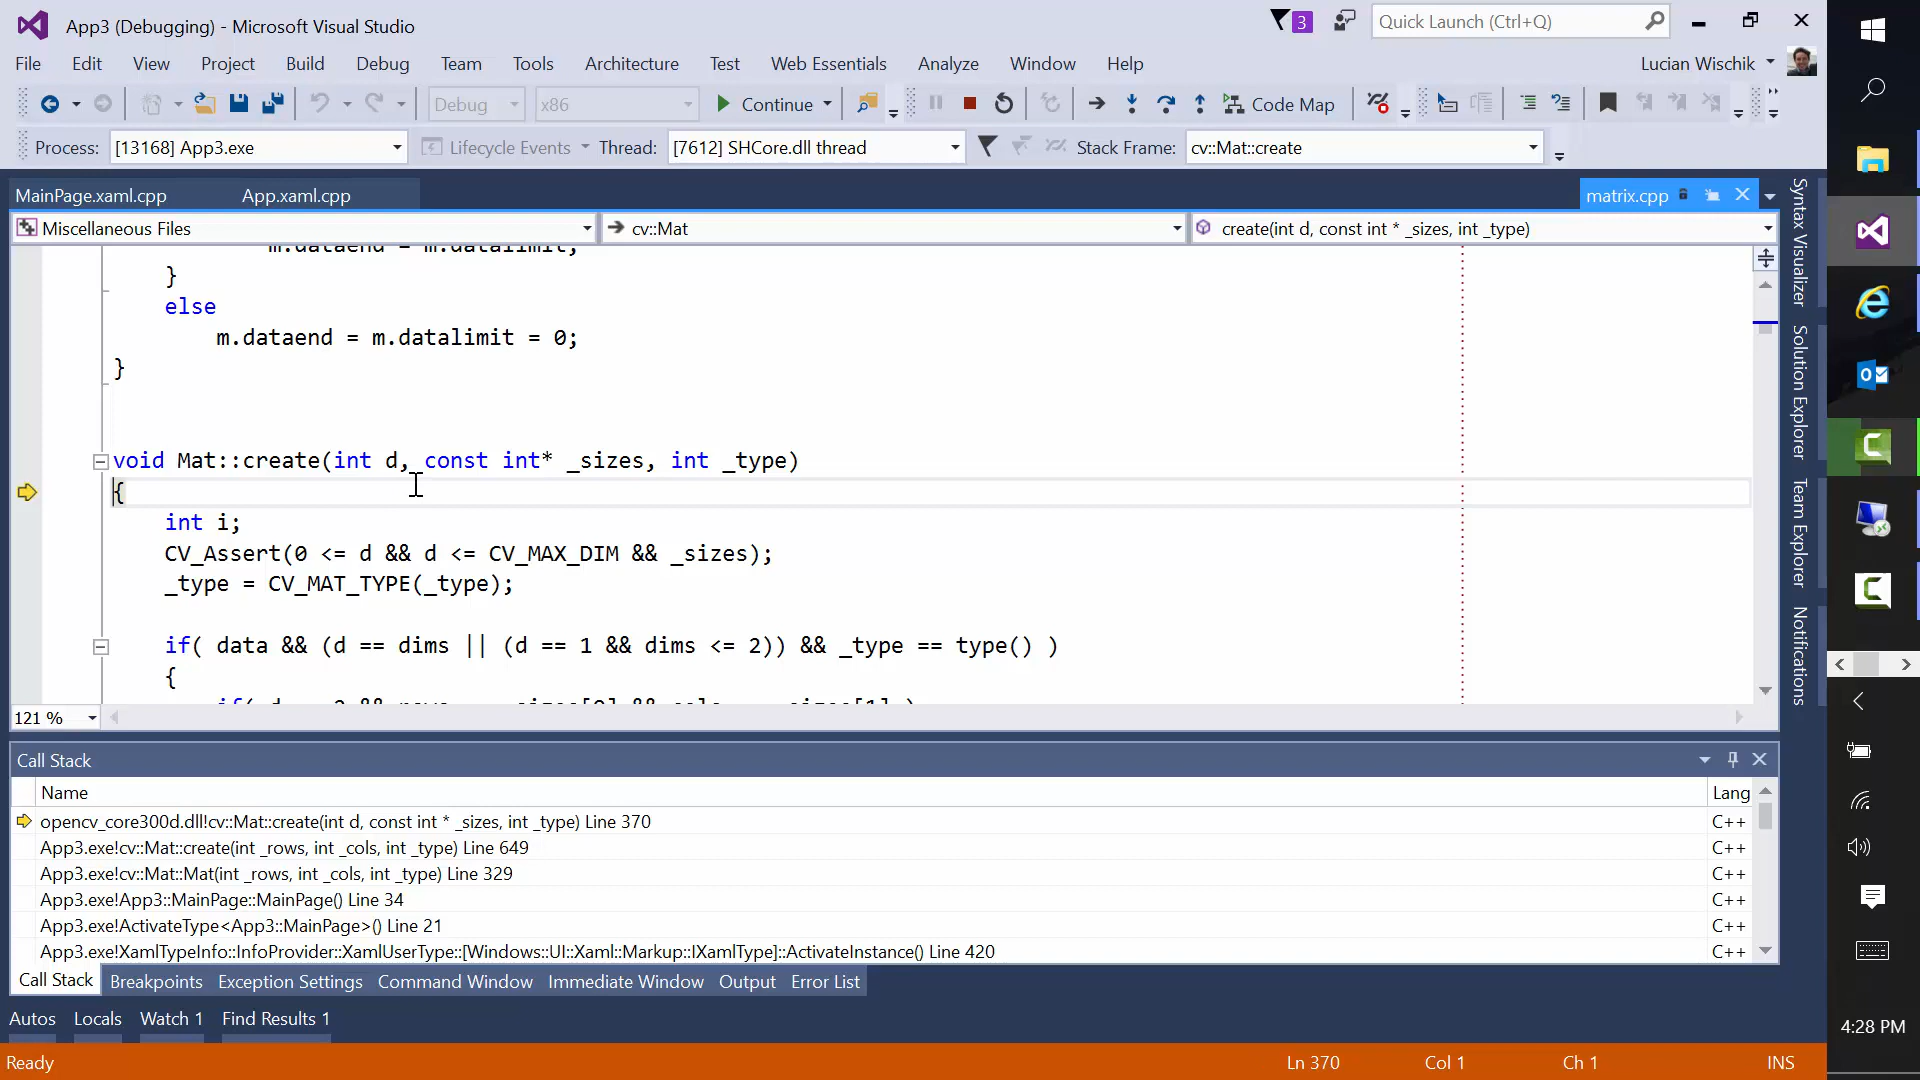 App3 (Debugging) - Microsoft Visual Studio
3
Quick Launch (Ctrl+Q)
File Edit View Project Build Debug Team Tools Architecture Test Web Essentials Analyze Window Help
Lucian Wischik
Debug x86 Continue Code Map
Process: [13168] App3.exe Lifecycle Events Thread: [7612] SHCore.dll thread Stack Frame: cv::Mat::create
MainPage.xaml.cpp App.xaml.cpp matrix.cpp
Miscellaneous Files cv::Mat create(int d, const int * _sizes, int _type)
m.dataend = m.datalimit;
}
else
m.dataend = m.datalimit = 0;
}
void Mat::create(int d, const int* _sizes, int _type)
{
int i;
CV_Assert(0 <= d && d <= CV_MAX_DIM && _sizes);
_type = CV_MAT_TYPE(_type);
if( data && (d == dims || (d == 1 && dims <= 2)) && _type == type() )
{
121 %
Call Stack
Name Lang
opencv_core300d.dll!cv::Mat::create(int d, const int * _sizes, int _type) Line 370 C++
App3.exe!cv::Mat::create(int _rows, int _cols, int _type) Line 649 C++
App3.exe!cv::Mat::Mat(int _rows, int _cols, int _type) Line 329 C++
App3.exe!App3::MainPage::MainPage() Line 34 C++
App3.exe!ActivateType<App3::MainPage>() Line 21 C++
App3.exe!XamlTypeInfo::InfoProvider::XamlUserType::[Windows::UI::Xaml::Markup::IXamlType]::ActivateInstance() Line 420 C++
Call Stack Breakpoints Exception Settings Command Window Immediate Window Output Error List
Autos Locals Watch 1 Find Results 1
Ready Ln 370 Col 1 Ch 1 INS
Syntax Visualizer
Solution Explorer
Team Explorer
Notifications
4:28 PM